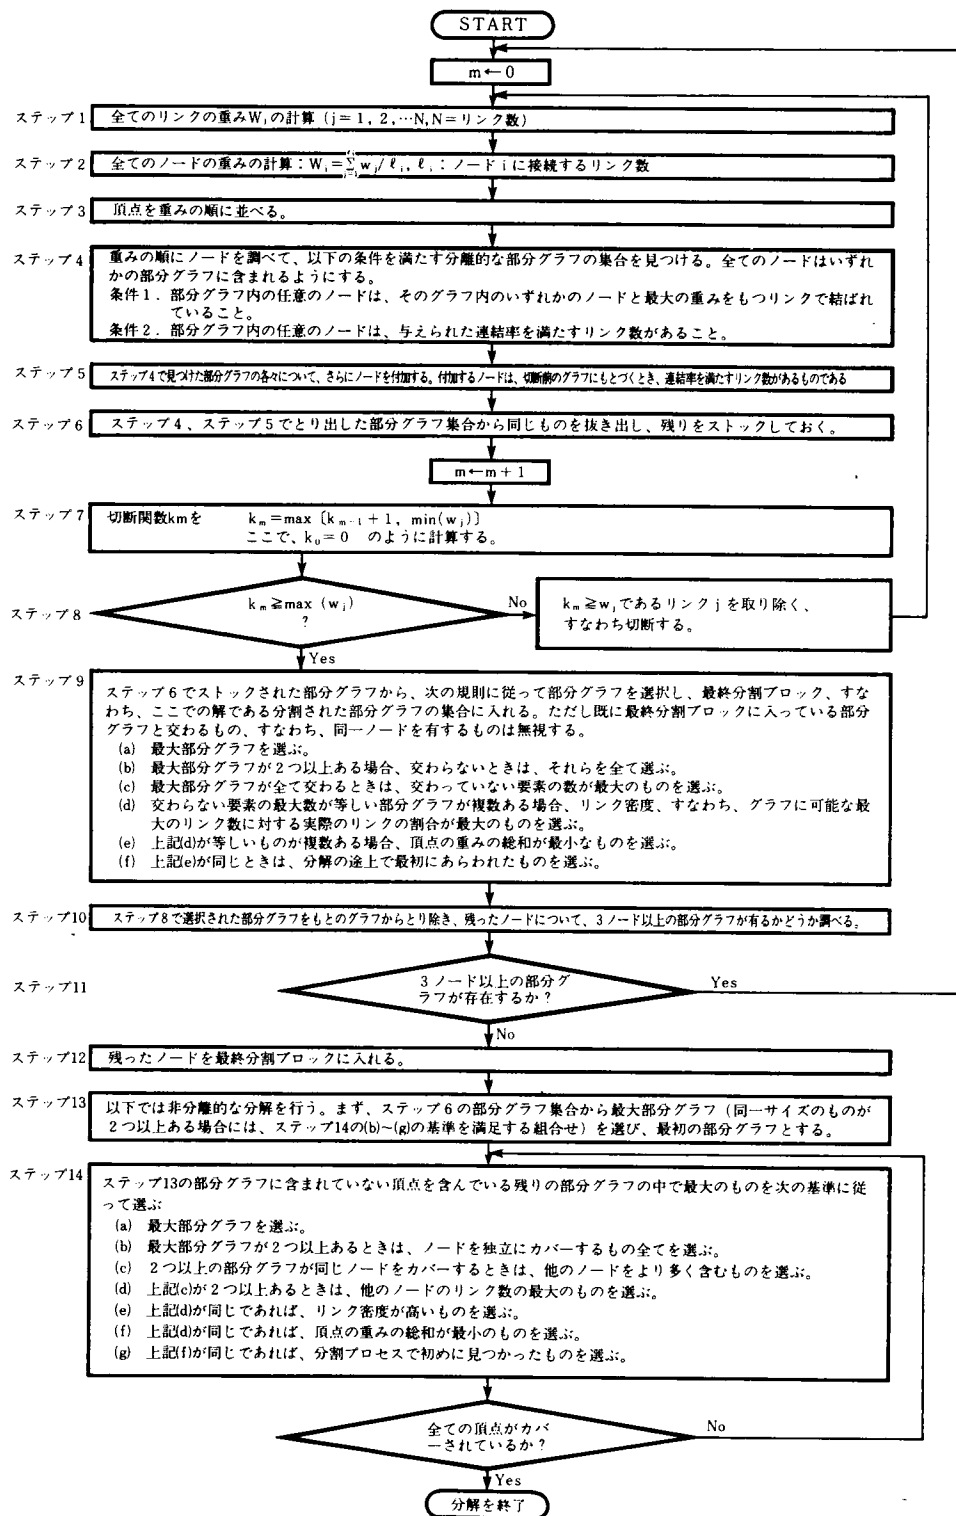 START
m←0
ステップ1
全てのリンクの重みWⱼの計算 (j=1, 2,…N,N=リンク数)
ステップ2
全てのノードの重みの計算：Wᵢ=Σwⱼ/ℓᵢ, ℓᵢ：ノードiに接続するリンク数
ステップ3
頂点を重みの順に並べる。
ステップ4
重みの順にノードを調べて、以下の条件を満たす分離的な部分グラフの集合を見つける。全てのノードはいずれ
かの部分グラフに含まれるようにする。
条件1．部分グラフ内の任意のノードは、そのグラフ内のいずれかのノードと最大の重みをもつリンクで結ばれ
ていること。
条件2．部分グラフ内の任意のノードは、与えられた連結率を満たすリンク数があること。
ステップ5
ステップ4で見つけた部分グラフの各々について、さらにノードを付加する。付加するノードは、切断前のグラフにもとづくとき、連結率を満たすリンク数があるものである
ステップ6
ステップ4、ステップ5でとり出した部分グラフ集合から同じものを抜き出し、残りをストックしておく。
m←m+1
ステップ7
切断関数kmを kₘ=max〔kₘ₋₁+1, min(wⱼ)〕
ここで、k₀=0 のように計算する。
ステップ8
kₘ≧max (wⱼ)
?
No
kₘ≧wⱼであるリンクjを取り除く、
すなわち切断する。
Yes
ステップ9
ステップ6でストックされた部分グラフから、次の規則に従って部分グラフを選択し、最終分割ブロック、すな
わち、ここでの解である分割された部分グラフの集合に入れる。ただし既に最終分割ブロックに入っている部分
グラフと交わるもの、すなわち、同一ノードを有するものは無視する。
(a) 最大部分グラフを選ぶ。
(b) 最大部分グラフが2つ以上ある場合、交わらないときは、それらを全て選ぶ。
(c) 最大部分グラフが全て交わるときは、交わっていない要素の数が最大のものを選ぶ。
(d) 交わらない要素の最大数が等しい部分グラフが複数ある場合、リンク密度、すなわち、グラフに可能な最
大のリンク数に対する実際のリンクの割合が最大のものを選ぶ。
(e) 上記(d)が等しいものが複数ある場合、頂点の重みの総和が最小なものを選ぶ。
(f) 上記(e)が同じときは、分解の途上で最初にあらわれたものを選ぶ。
ステップ10
ステップ8で選択された部分グラフをもとのグラフからとり除き、残ったノードについて、3ノード以上の部分グラフが有るかどうか調べる。
ステップ11
3ノード以上の部分グ
ラフが存在するか?
Yes
No
ステップ12
残ったノードを最終分割ブロックに入れる。
ステップ13
以下では非分離的な分解を行う。まず、ステップ6の部分グラフ集合から最大部分グラフ（同一サイズのものが
2つ以上ある場合には、ステップ14の(b)~(g)の基準を満足する組合せ）を選び、最初の部分グラフとする。
ステップ14
ステップ13の部分グラフに含まれていない頂点を含んでいる残りの部分グラフの中で最大のものを次の基準に従
って選ぶ
(a) 最大部分グラフを選ぶ。
(b) 最大部分グラフが2つ以上あるときは、ノードを独立にカバーするもの全てを選ぶ。
(c) 2つ以上の部分グラフが同じノードをカバーするときは、他のノードをより多く含むものを選ぶ。
(d) 上記(c)が2つ以上あるときは、他のノードのリンク数の最大のものを選ぶ。
(e) 上記(d)が同じであれば、リンク密度が高いものを選ぶ。
(f) 上記(d)が同じであれば、頂点の重みの総和が最小のものを選ぶ。
(g) 上記(f)が同じであれば、分割プロセスで初めに見つかったものを選ぶ。
全ての頂点がカバ
ーされているか?
No
Yes
分解を終了